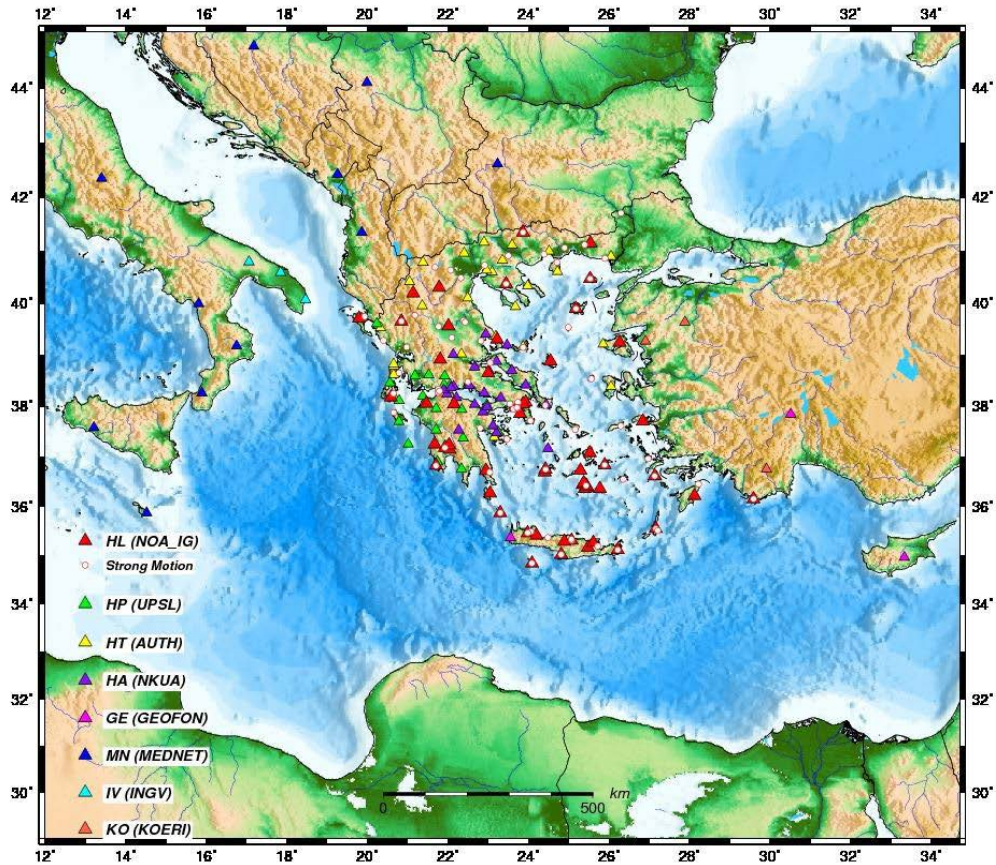 12˚ 14˚ 16˚ 18˚ 20˚ 22˚ 24˚ 26˚ 28˚ 30˚ 32˚ 34˚
44˚ 44˚
42˚ 42˚
40˚ 40˚
38˚ 38˚
36˚ 36˚
HL (NOA_IG)
Strong Motion
34˚ 34˚
HP (UPSL)
HT (AUTH)
HA (NKUA)
32˚ 32˚
GE (GEOFON)
MN (MEDNET)
30˚ 30˚
IV (INGV)
km
0 500
KO (KOERI)
12˚ 14˚ 16˚ 18˚ 20˚ 22˚ 24˚ 26˚ 28˚ 30˚ 32˚ 34˚